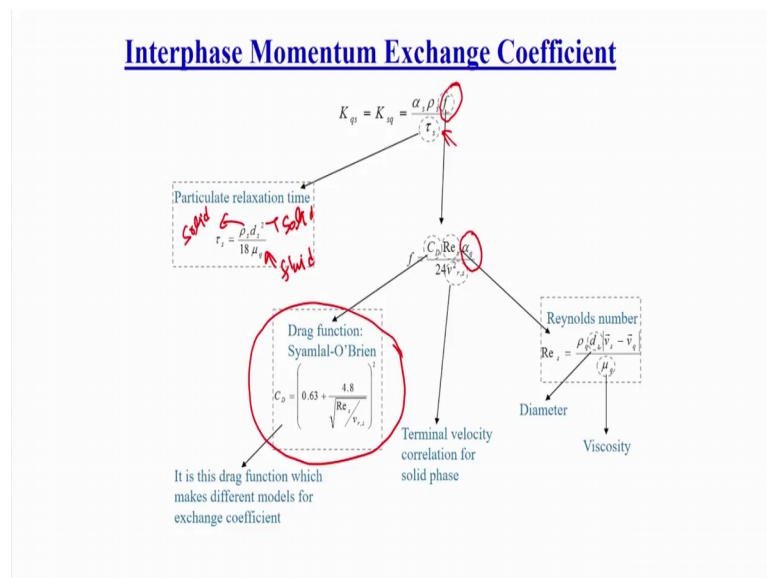 Interphase Momentum Exchange Coefficient
K_qs = K_sq = α_s ρ_s f / τ_s
Particulate relaxation time
solid
solid
τ_s = ρ_s d_s² / 18 μ_q
fluid
f = C_D Re_s α_q / 24 v²_r,s
Drag function:
Syamlal-O'Brien
C_D = (0.63 + 4.8 / √(Re_s / v_r,s))²
Reynolds number
Re_s = ρ_q d_s |v⃗_s − v⃗_q| / μ_q
Diameter
Viscosity
Terminal velocity
correlation for
solid phase
It is this drag function which
makes different models for
exchange coefficient